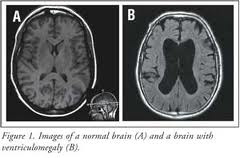 A
B
Figure 1. Images of a normal brain (A) and a brain with
ventriculomegaly (B).